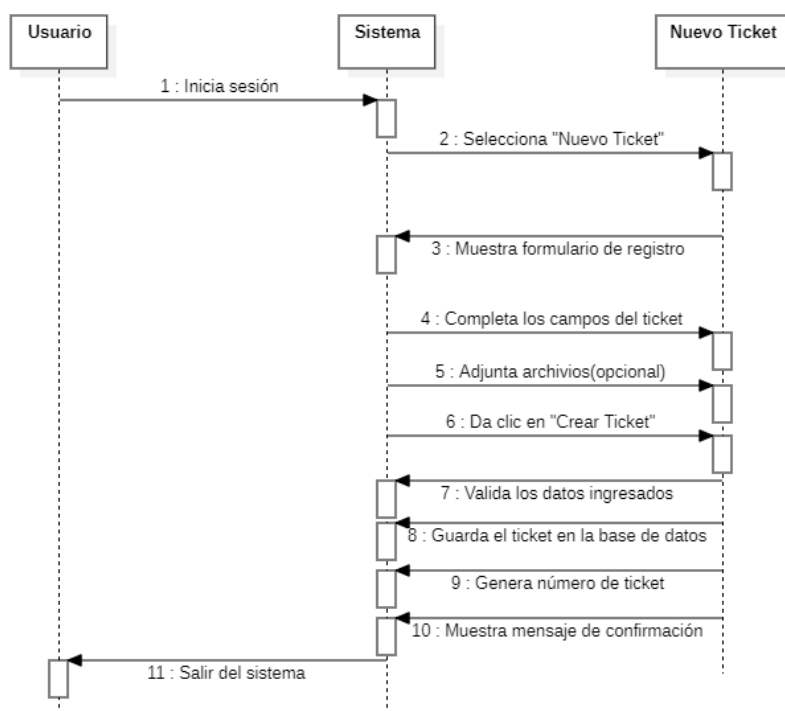 Usuario
Sistema
Nuevo Ticket
1 : Inicia sesión
2 : Selecciona "Nuevo Ticket"
3 : Muestra formulario de registro
4 : Completa los campos del ticket
5 : Adjunta archivios(opcional)
6 : Da clic en "Crear Ticket"
7 : Valida los datos ingresados
8 : Guarda el ticket en la base de datos
9 : Genera número de ticket
10 : Muestra mensaje de confirmación
11 : Salir del sistema